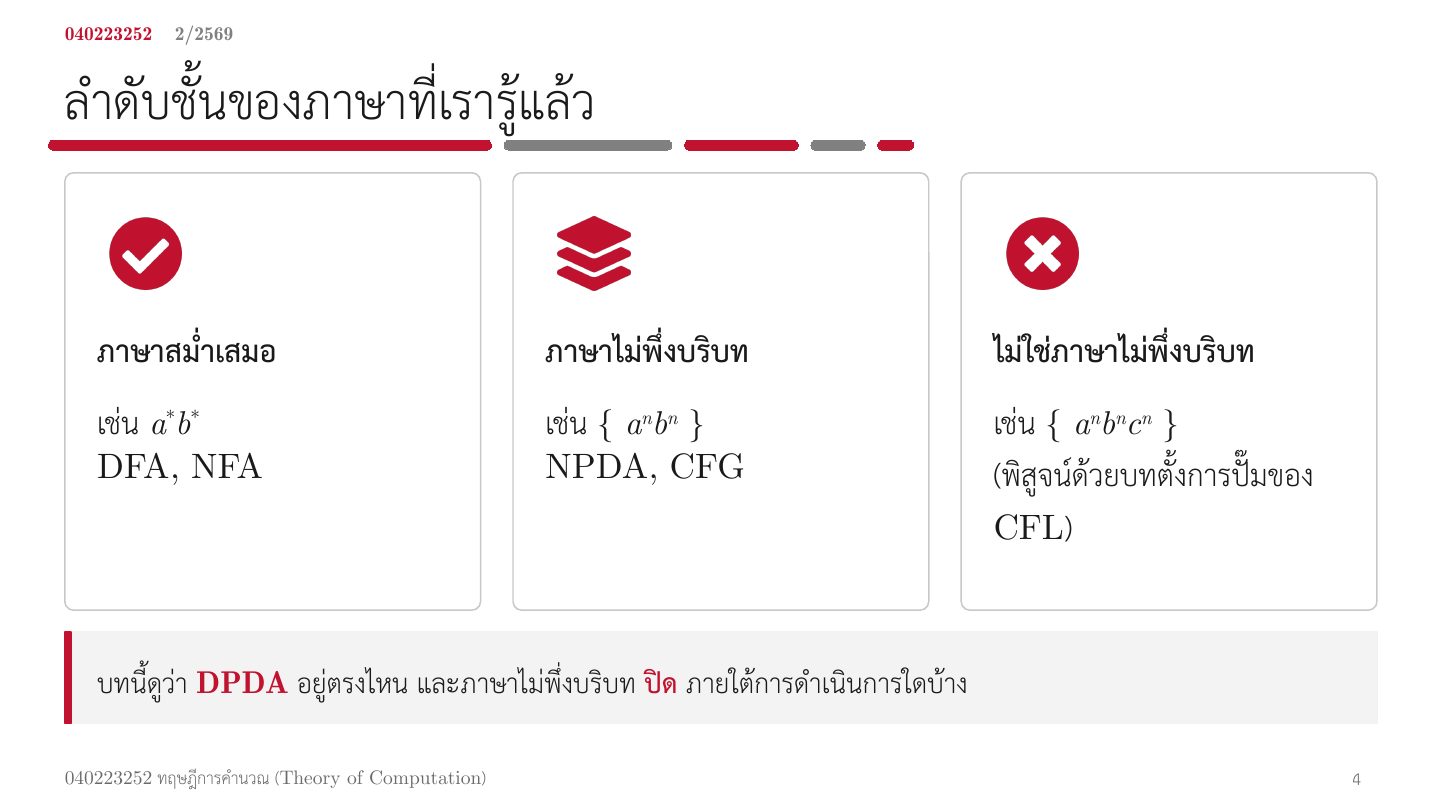 040223252 2/2569
ลำดับชั้นของภาษาที่เรารู้แล้ว
ภาษาสม่ำเสมอ
เช่น a*b*
DFA, NFA
ภาษาไม่พึ่งบริบท
เช่น { aⁿbⁿ }
NPDA, CFG
ไม่ใช่ภาษาไม่พึ่งบริบท
เช่น { aⁿbⁿcⁿ }
(พิสูจน์ด้วยบทตั้งการปั๊มของ
CFL)
บทนี้ดูว่า DPDA อยู่ตรงไหน และภาษาไม่พึ่งบริบท ปิด ภายใต้การดำเนินการใดบ้าง
040223252 ทฤษฎีการคำนวณ (Theory of Computation)
4